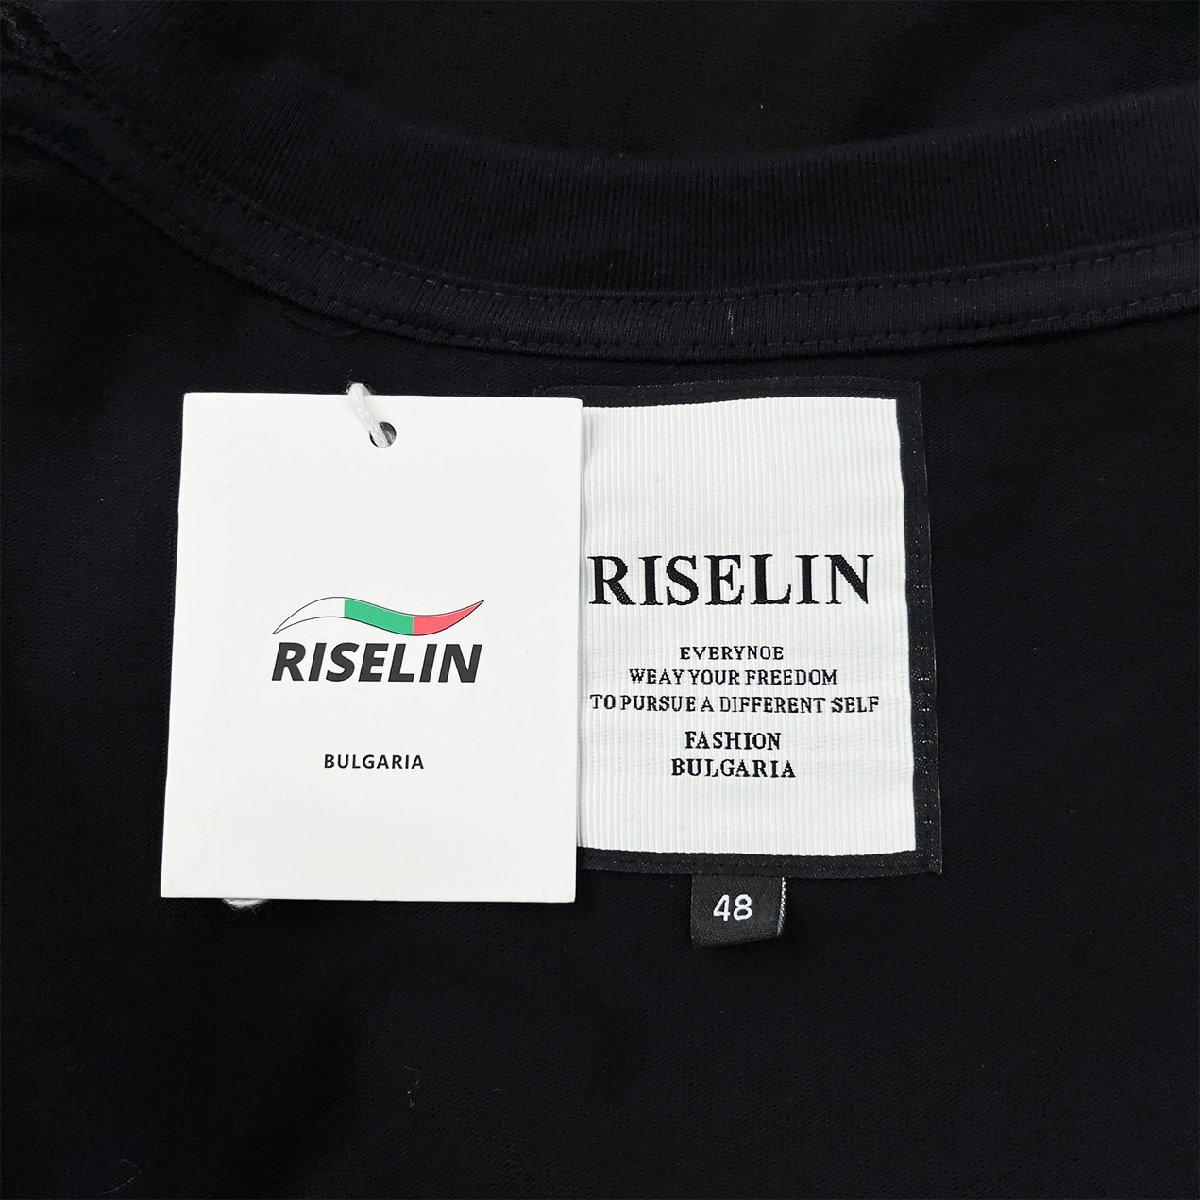 RISELIN
BULGARIA
RISELIN
EVERYNOE
WEAY YOUR FREEDOM
TO PURSUE A DIFFERENT SELF
FASHION
BULGARIA
48